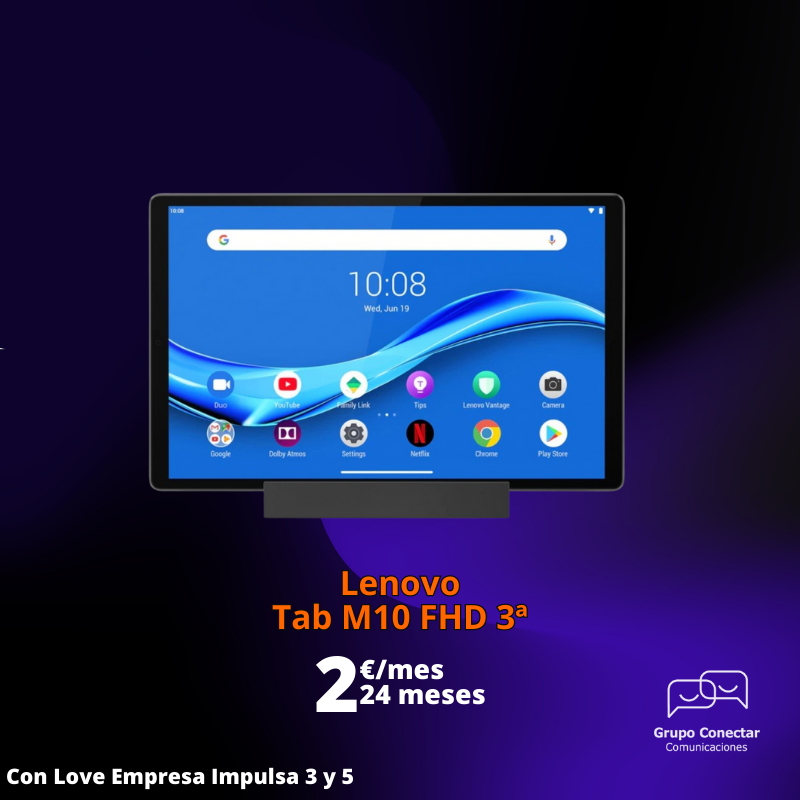 10:08
10:08
Wed, Jun 19
Duo YouTube Family Link Tips Lenovo Vantage Camera
Google Dolby Atmos Settings Netflix Chrome Play Store
Lenovo
Tab M10 FHD 3ª
2 €/mes
24 meses
Grupo Conectar
Comunicaciones
Con Love Empresa Impulsa 3 y 5